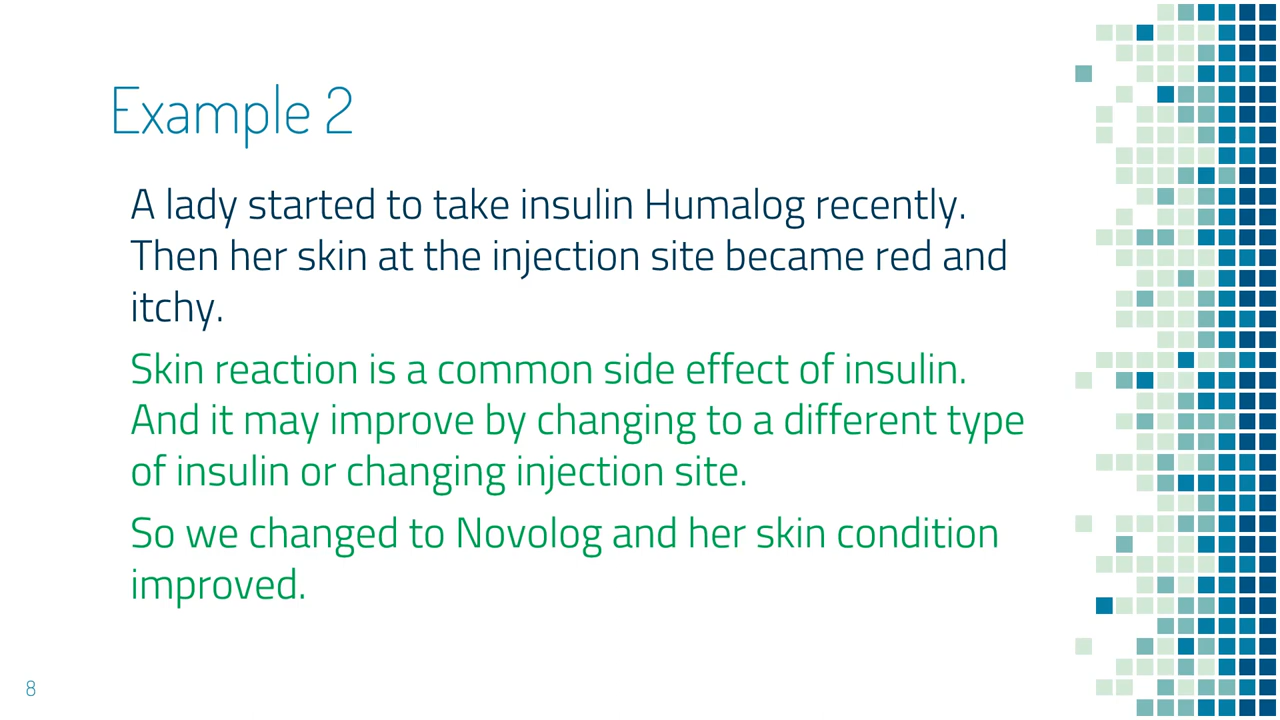 Example 2
A lady started to take insulin Humalog recently.
Then her skin at the injection site became red and
itchy.
Skin reaction is a common side effect of insulin.
And it may improve by changing to a different type
of insulin or changing injection site.
So we changed to Novolog and her skin condition
improved.
8